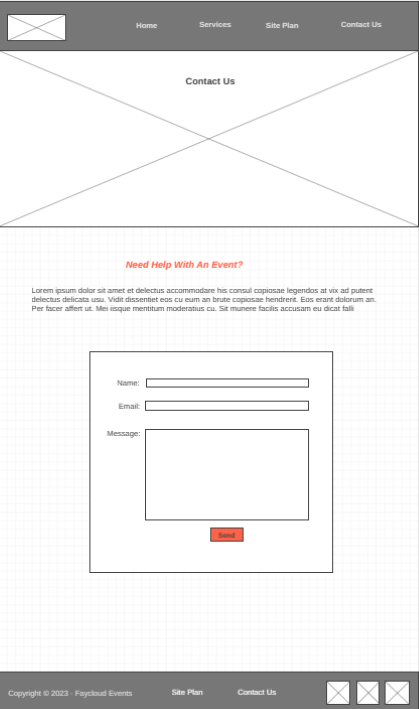 Home Services Site Plan Contact Us
Contact Us
Need Help With An Event?
Lorem ipsum dolor sit amet et delectus accommodare his consul copiosae legendos at vix ad putent
delectus delicata usu. Vidit dissentiet eos cu eum an brute copiosae hendrerit. Eos erant dolorum an.
Per facer affert ut. Mei iisque mentitum moderatius cu. Sit munere facilis accusam eu dicat falli
Name:
Email:
Message:
Send
Copyright © 2023 - Faycloud Events Site Plan Contact Us